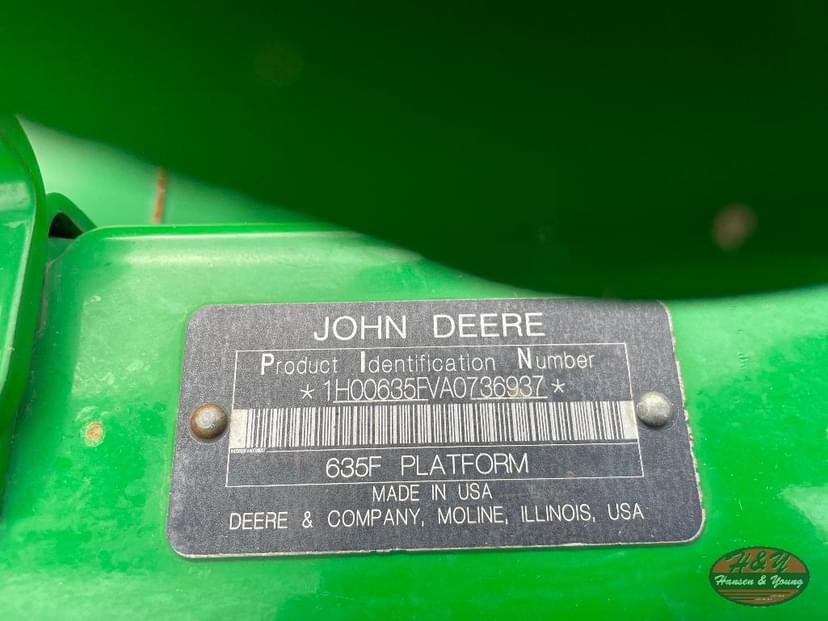 JOHN DEERE
Product Identification Number
*1H00635FVA0736937*
635F PLATFORM
MADE IN USA
DEERE & COMPANY, MOLINE, ILLINOIS, USA
H&Y
Hansen & Young